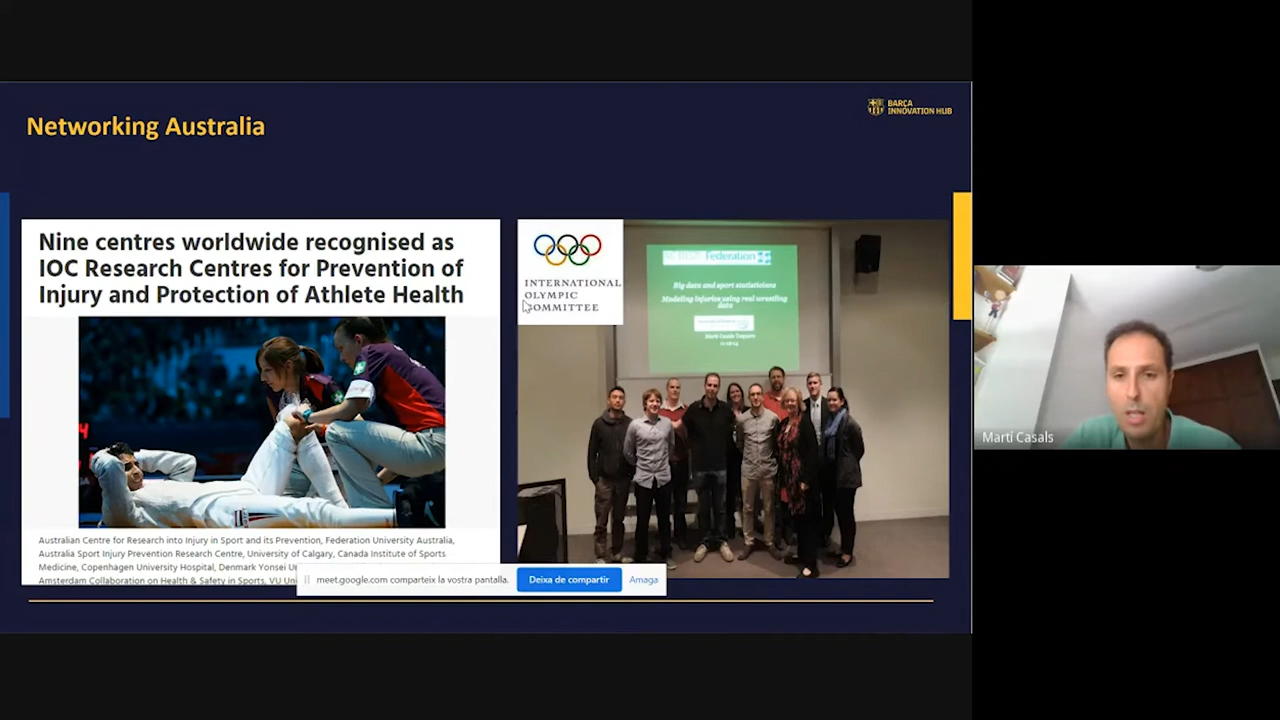 Networking Australia
BARÇA
INNOVATION HUB
Nine centres worldwide recognised as
IOC Research Centres for Prevention of
Injury and Protection of Athlete Health
Australian Centre for Research into Injury in Sport and its Prevention, Federation University Australia,
Australia Sport Injury Prevention Research Centre, University of Calgary, Canada Institute of Sports
Medicine, Copenhagen University Hospital, Denmark Yonsei
Amsterdam Collaboration on Health & Safety in Sports, VU
INTERNATIONAL
OLYMPIC
COMMITTEE
Federation
Big data and sport statisticians
Modeling injuries using real wrestling
data
meet.google.com comparteix la vostra pantalla.
Deixa de compartir
Amaga
Martí Casals